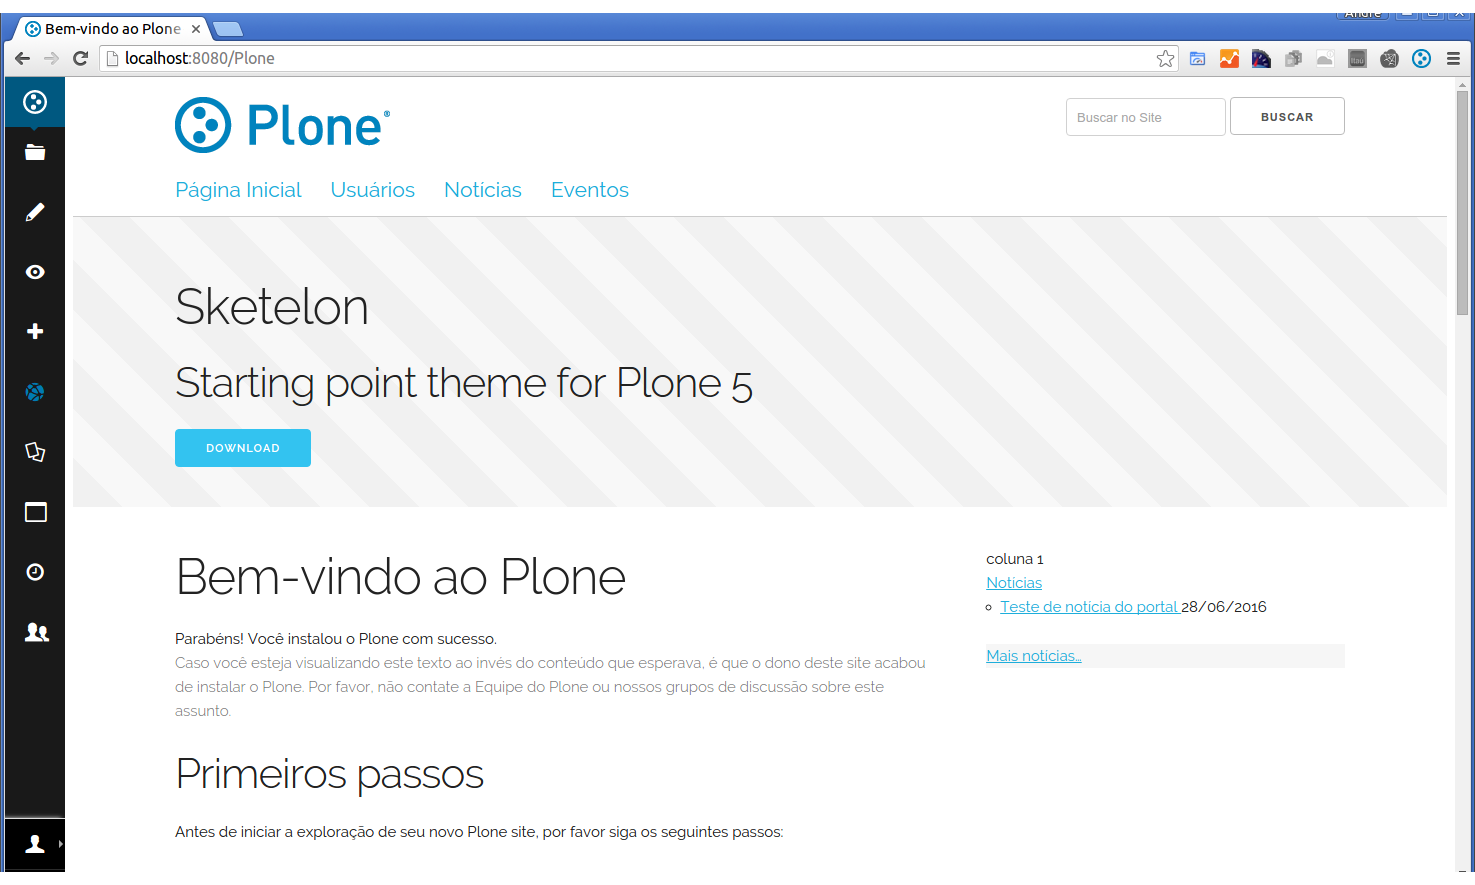 André
Bem-vindo ao Plone
localhost:8080/Plone
Itaú
Plone®
Buscar no Site
BUSCAR
Página Inicial Usuários Notícias Eventos
Sketelon
Starting point theme for Plone 5
DOWNLOAD
Bem-vindo ao Plone
Parabéns! Você instalou o Plone com sucesso.
Caso você esteja visualizando este texto ao invés do conteúdo que esperava, é que o dono deste site acabou
de instalar o Plone. Por favor, não contate a Equipe do Plone ou nossos grupos de discussão sobre este
assunto.
Primeiros passos
Antes de iniciar a exploração de seu novo Plone site, por favor siga os seguintes passos:
coluna 1
Notícias
Teste de notícia do portal 28/06/2016
Mais notícias…